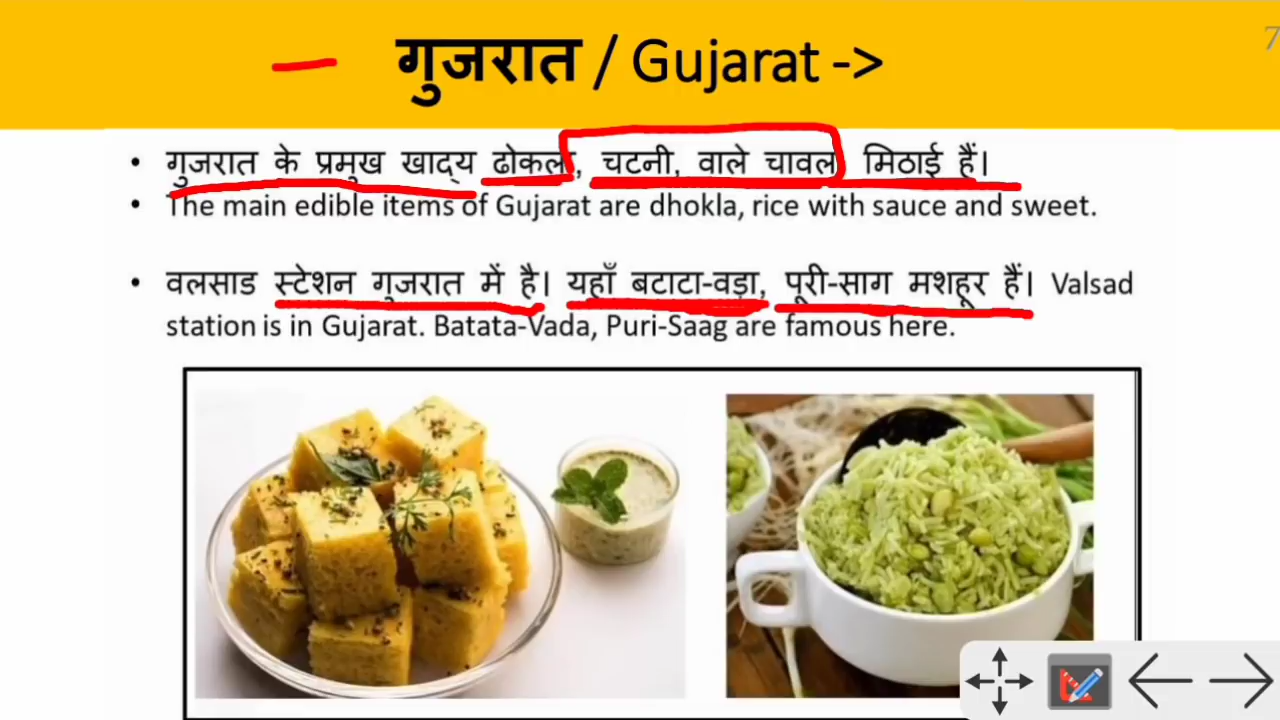 गुजरात / Gujarat ->
7
• गुजरात के प्रमुख खाद्य ढोकला, चटनी, वाले चावल मिठाई हैं।
• The main edible items of Gujarat are dhokla, rice with sauce and sweet.
• वलसाड स्टेशन गुजरात में है। यहाँ बटाटा-वड़ा, पूरी-साग मशहूर हैं। Valsad
station is in Gujarat. Batata-Vada, Puri-Saag are famous here.